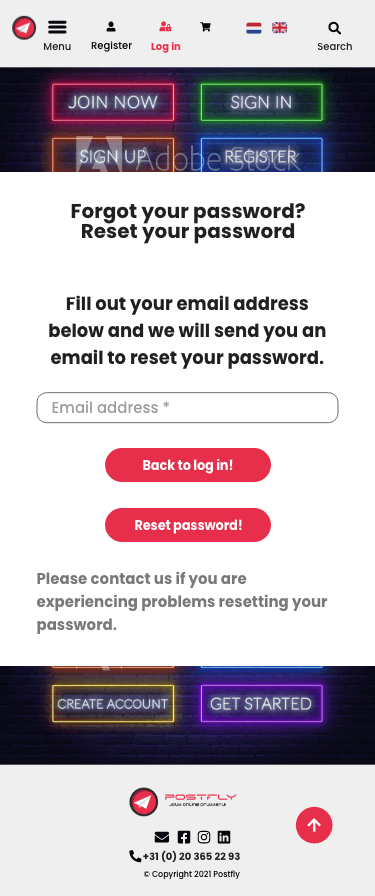 Menu
Register
Log in
Search
JOIN NOW
SIGN IN
SIGN UP
REGISTER
Adobe Stock
Forgot your password?
Reset your password
Fill out your email address
below and we will send you an
email to reset your password.
Email address *
Back to log in!
Reset password!
Please contact us if you are
experiencing problems resetting your
password.
CREATE ACCOUNT
GET STARTED
POSTFLY
JOUW ONLINE DRUKKERIJ!
+31 (0) 20 365 22 93
© Copyright 2021 Postfly